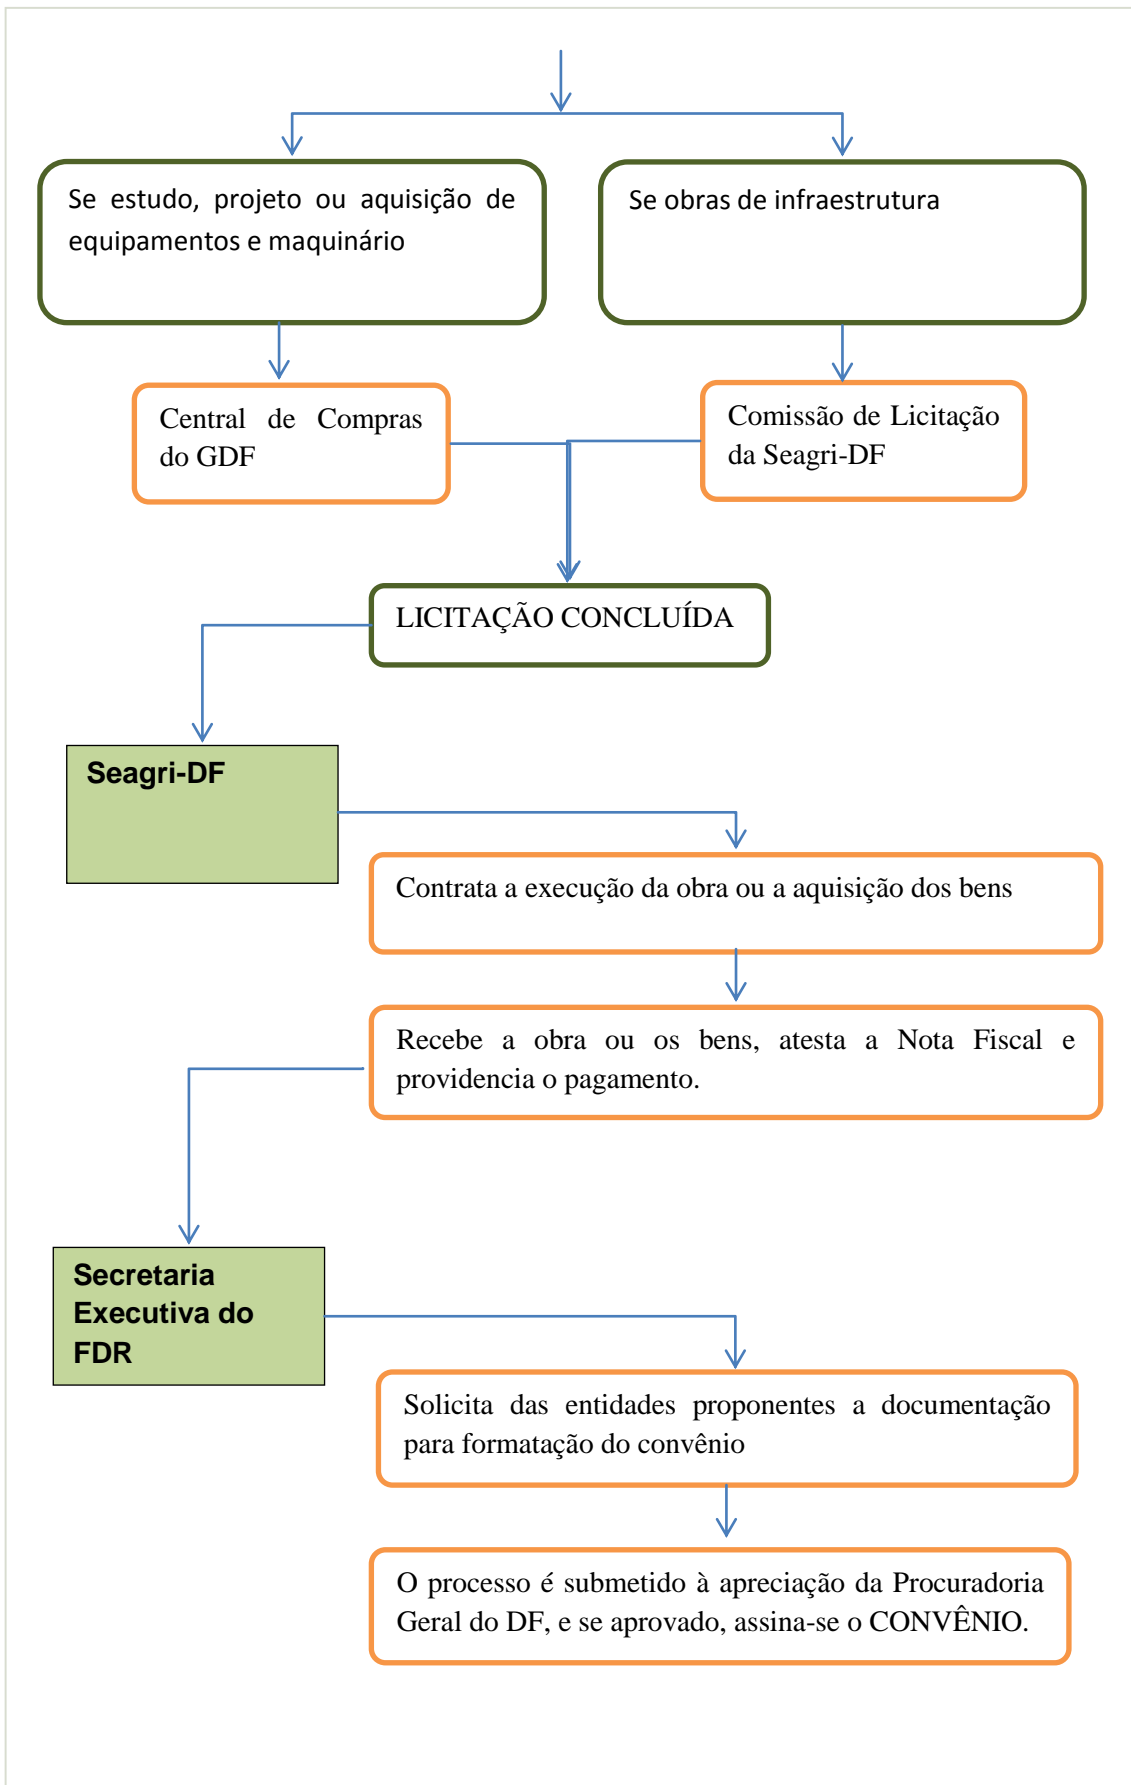 Se estudo, projeto ou aquisição de
equipamentos e maquinário
Se obras de infraestrutura
Central de Compras
do GDF
Comissão de Licitação
da Seagri-DF
LICITAÇÃO CONCLUÍDA
Seagri-DF
Contrata a execução da obra ou a aquisição dos bens
Recebe a obra ou os bens, atesta a Nota Fiscal e
providencia o pagamento.
Secretaria
Executiva do
FDR
Solicita das entidades proponentes a documentação
para formatação do convênio
O processo é submetido à apreciação da Procuradoria
Geral do DF, e se aprovado, assina-se o CONVÊNIO.